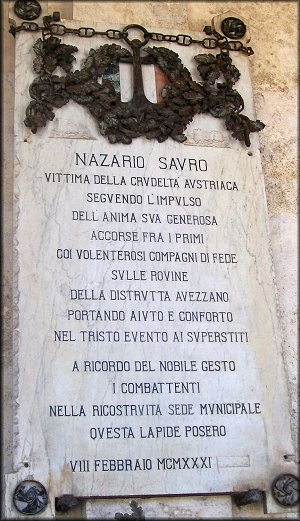 NAZARIO SAVRO
VITTIMA DELLA CRVDELTÀ AVSTRIACA
SEGVENDO L'IMPVLSO
DELL'ANIMA SVA GENEROSA
ACCORSE FRA I PRIMI
COI VOLENTEROSI COMPAGNI DI FEDE
SVLLE ROVINE
DELLA DISTRVTTA AVEZZANO
PORTANDO AIVTO E CONFORTO
NEL TRISTO EVENTO AI SVPERSTITI
A RICORDO DEL NOBILE GESTO
I COMBATTENTI
NELLA RICOSTRVITA SEDE MVNICIPALE
QVESTA LAPIDE POSERO
VIII FEBBRAIO MCMXXXI